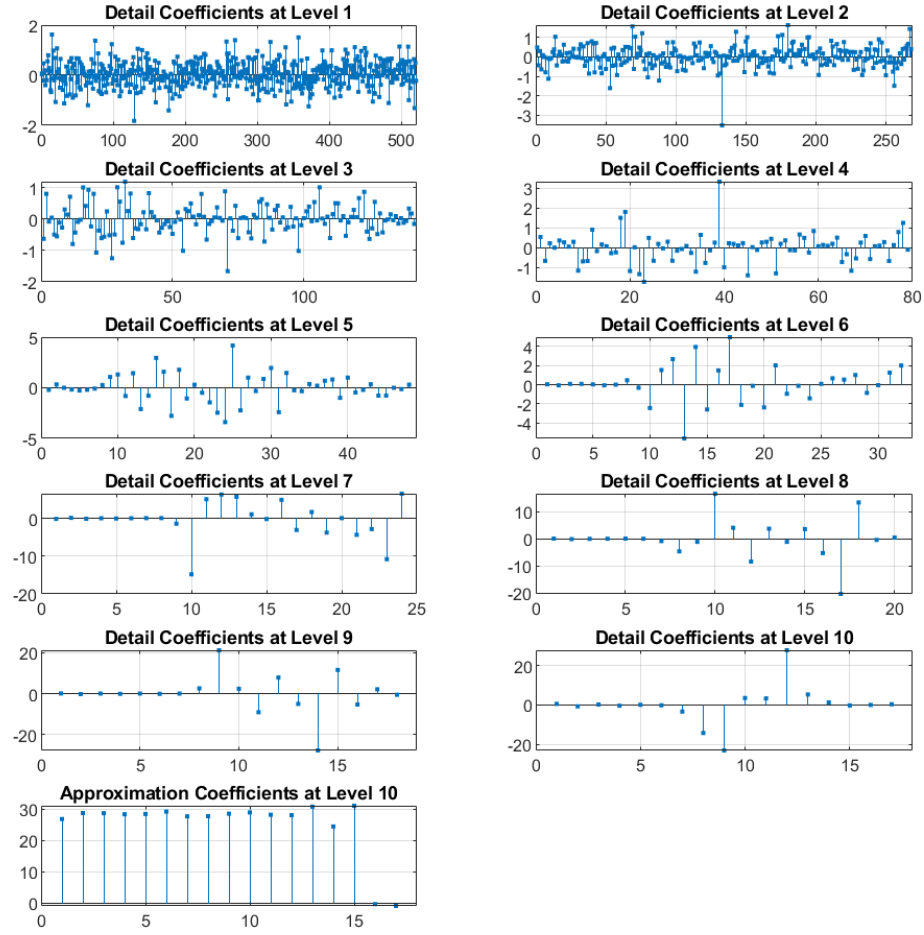 Detail Coefficients at Level 1
2
0
-2
0 100 200 300 400 500
Detail Coefficients at Level 2
1
0
-1
-2
-3
0 50 100 150 200 250
Detail Coefficients at Level 3
1
0
-1
-2
0 50 100
Detail Coefficients at Level 4
3
2
1
0
-1
0 20 40 60 80
Detail Coefficients at Level 5
5
0
-5
0 10 20 30 40
Detail Coefficients at Level 6
4
2
0
-2
-4
0 5 10 15 20 25 30
Detail Coefficients at Level 7
0
-10
-20
0 5 10 15 20 25
Detail Coefficients at Level 8
10
0
-10
-20
0 5 10 15 20
Detail Coefficients at Level 9
20
0
-20
0 5 10 15
Detail Coefficients at Level 10
20
0
-20
0 5 10 15
Approximation Coefficients at Level 10
30
20
10
0
0 5 10 15